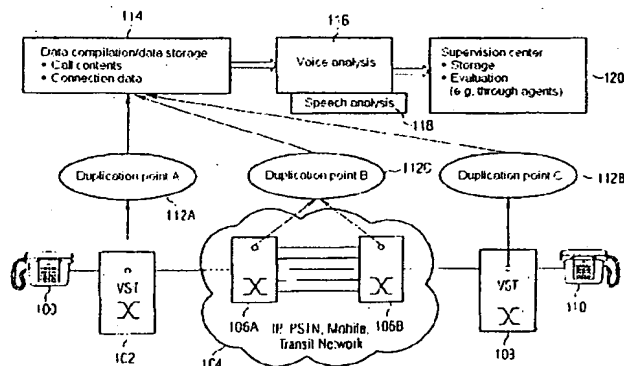 114
116
Data compilation/data storage
• Call contents
• Connection data
Voice analysis
Speech analysis
118
Supervision center
• Storage
• Evaluation
(e.g. through agents)
120
Duplication point A
112A
Duplication point B
112C
Duplication point C
112B
100
VST
102
106A
106B
IP, PSTN, Mobile,
Transit Network
104
VST
103
110